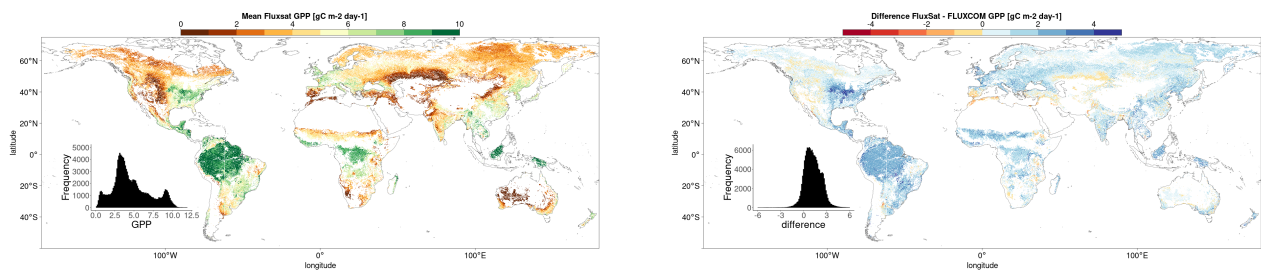 Mean Fluxsat GPP [gC m-2 day-1]
0 2 4 6 8 10
60°N
40°N
20°N
0°
20°S
40°S
latitude
5000
4000
3000
2000
1000
0
Frequency
0.0 2.5 5.0 7.5 10.0 12.5
GPP
100°W 0° 100°E
longitude
Difference FluxSat - FLUXCOM GPP [gC m-2 day-1]
-4 -2 0 2 4
60°N
40°N
20°N
0°
20°S
40°S
latitude
6000
4000
2000
0
Frequency
-6 -3 0 3 6
difference
100°W 0° 100°E
longitude